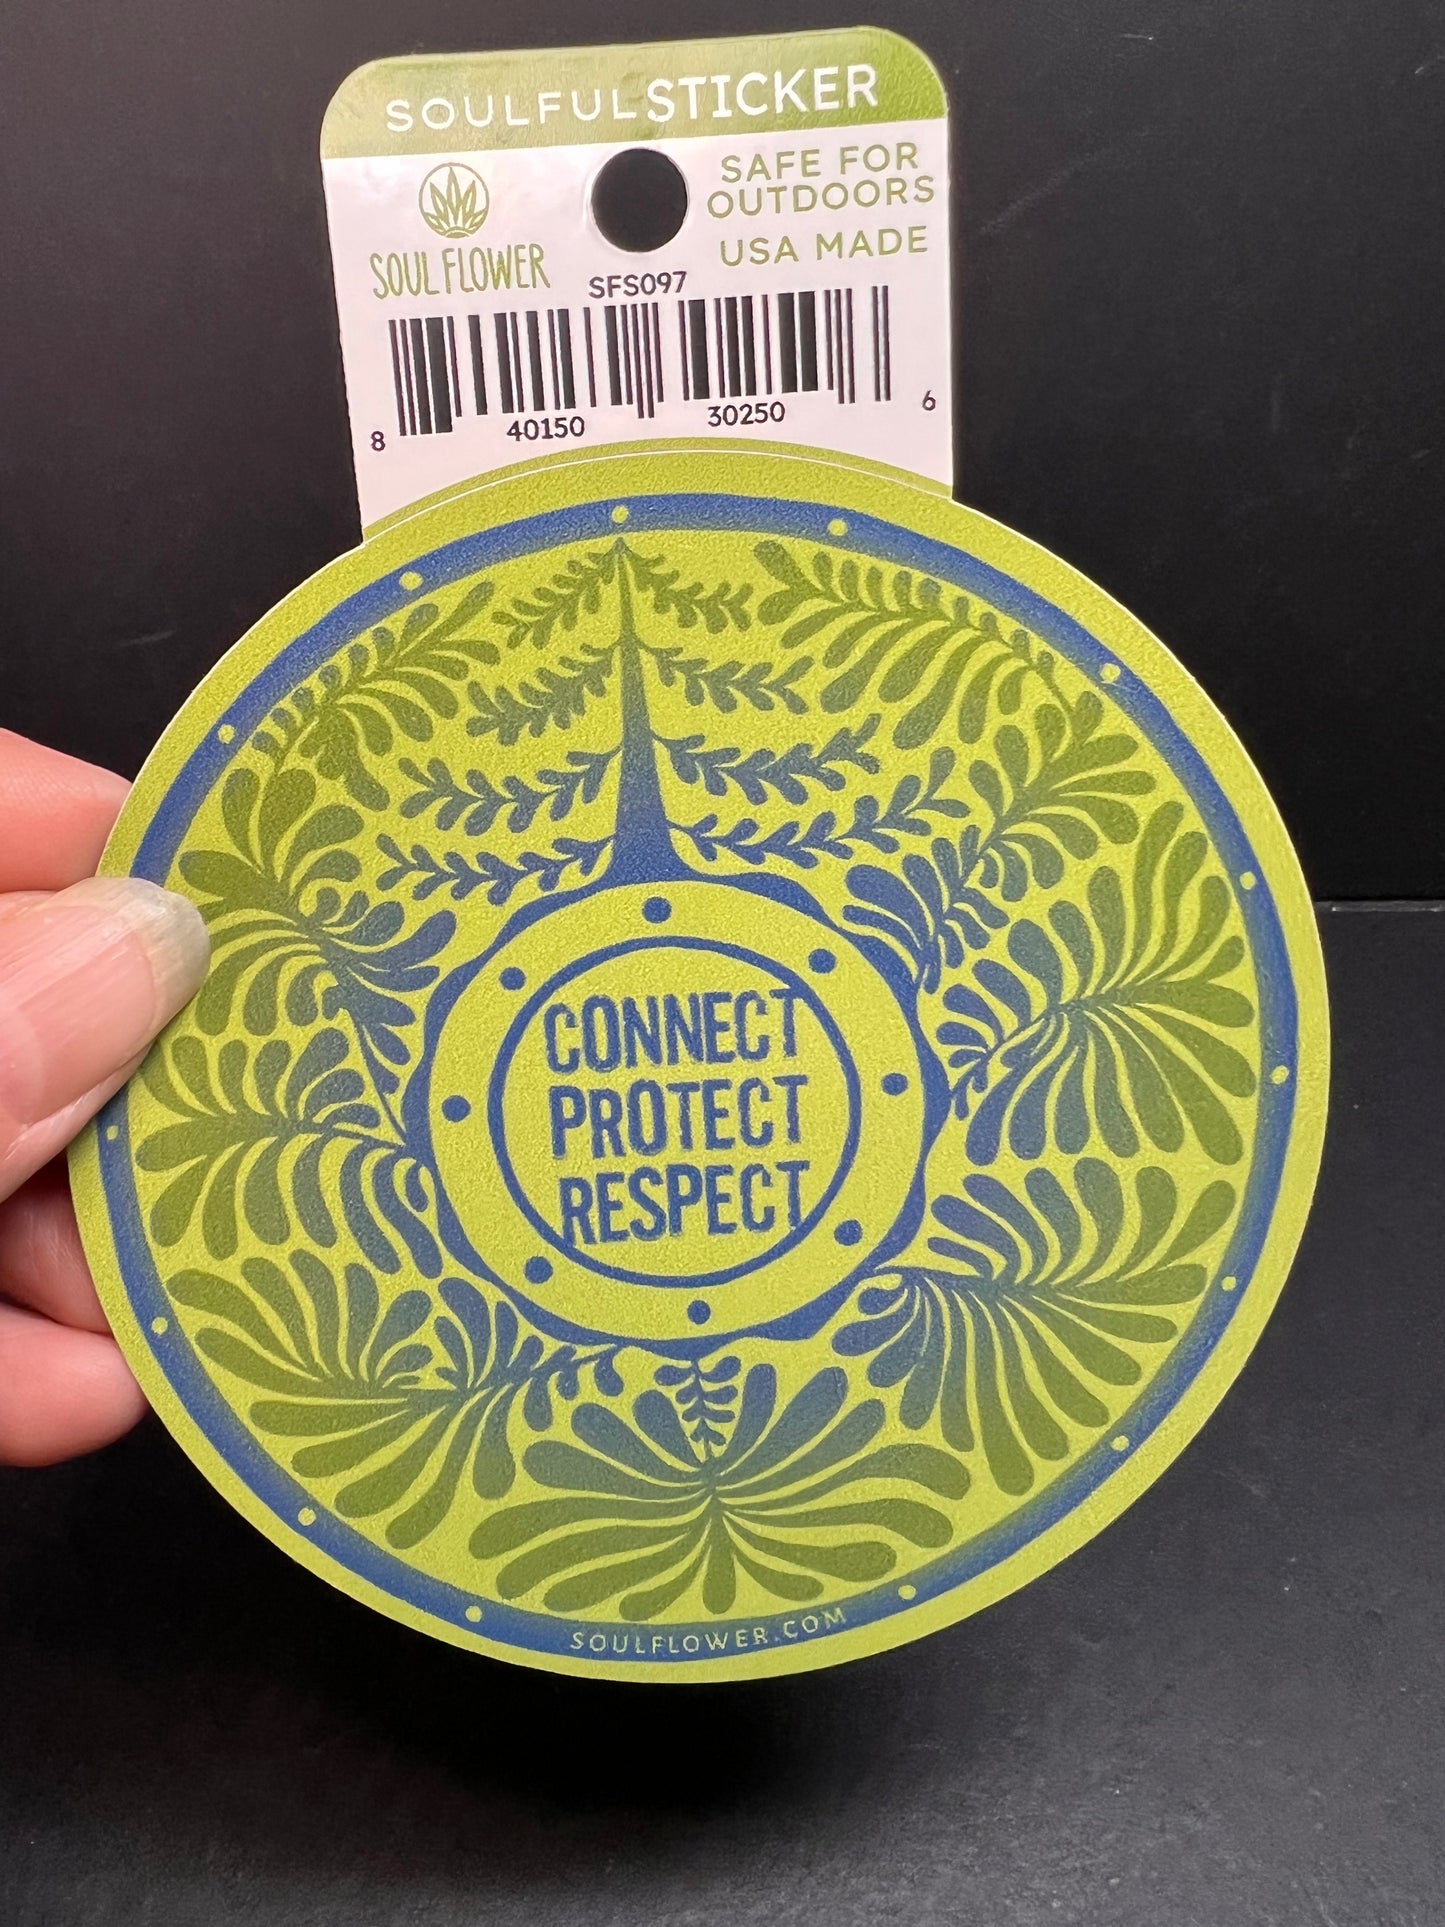 SOULFULSTICKER
SOUL FLOWER
SAFE FOR
OUTDOORS
USA MADE
SFS097
8 40150 30250 6
CONNECT
PROTECT
RESPECT
SOULFLOWER.COM